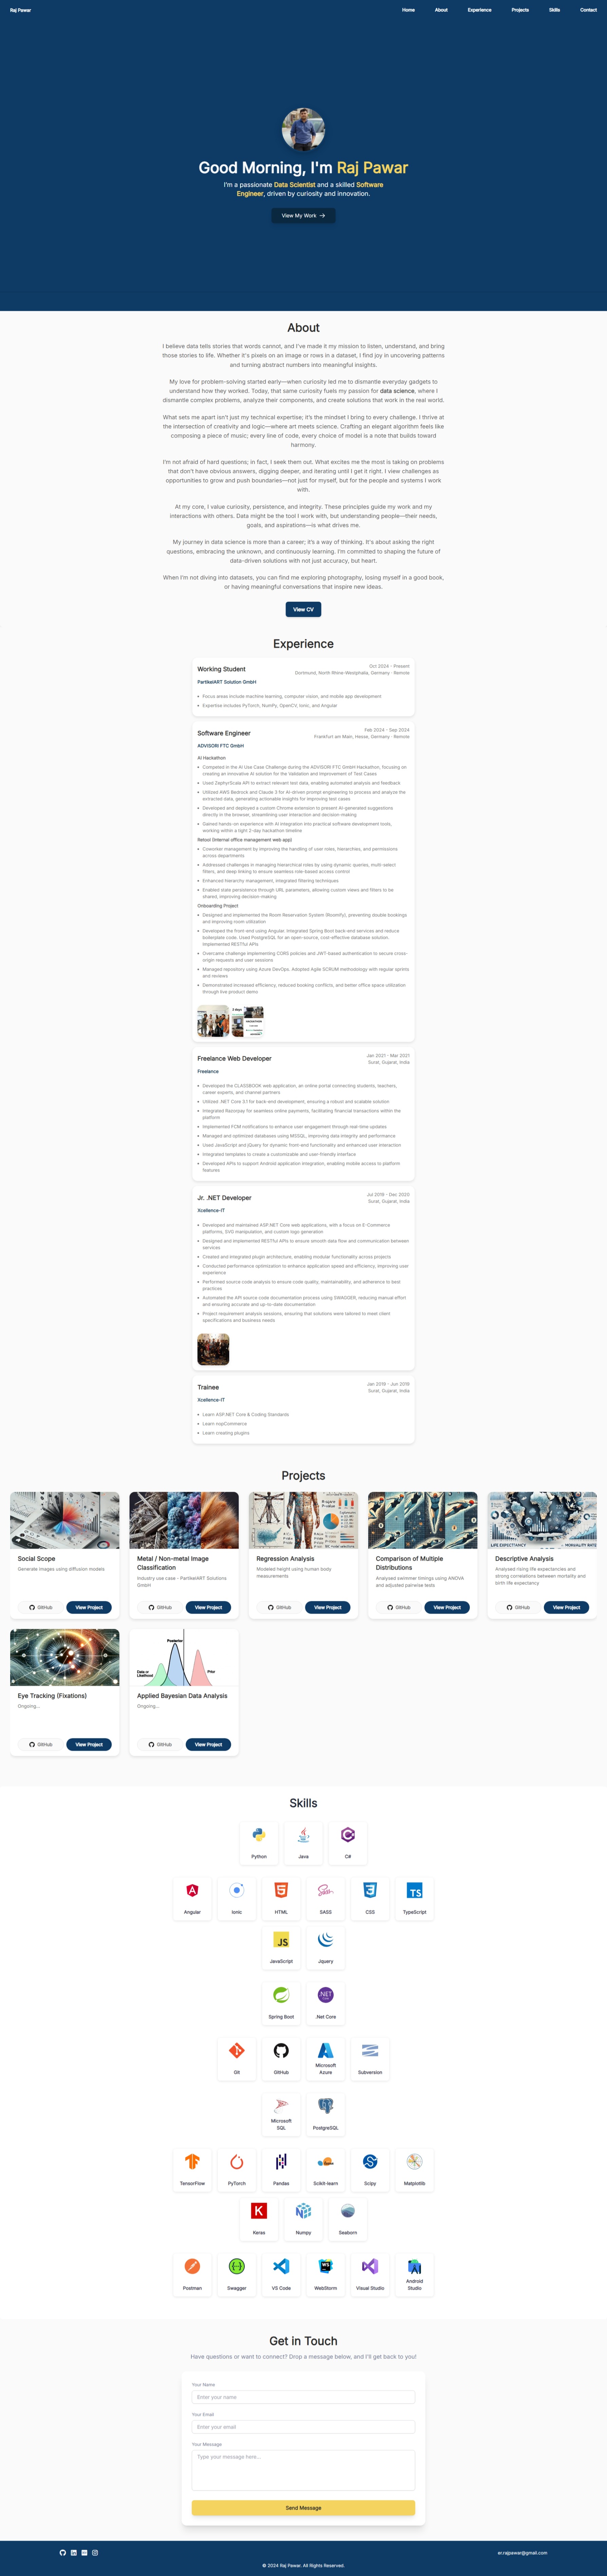 Raj Pawar
Home About Experience Projects Skills Contact
Good Morning, I'm Raj Pawar
I'm a passionate Data Scientist and a skilled Software
Engineer, driven by curiosity and innovation.
View My Work
About
I believe data tells stories that words cannot, and I've made it my mission to listen, understand, and bring
those stories to life. Whether it's pixels on an image or rows in a dataset, I find joy in uncovering patterns
and turning abstract numbers into meaningful insights.
My love for problem-solving started early—when curiosity led me to dismantle everyday gadgets to
understand how they worked. Today, that same curiosity fuels my passion for data science, where I
dismantle complex problems, analyze their components, and create solutions that work in the real world.
What sets me apart isn't just my technical expertise; it's the mindset I bring to every challenge. I thrive at
the intersection of creativity and logic—where art meets science. Crafting an elegant algorithm feels like
composing a piece of music; every line of code, every choice of model is a note that builds toward
harmony.
I'm not afraid of hard questions; in fact, I seek them out. What excites me the most is taking on problems
that don't have obvious answers, digging deeper, and iterating until I get it right. I view challenges as
opportunities to grow and push boundaries—not just for myself, but for the people and systems I work
with.
At my core, I value curiosity, persistence, and integrity. These principles guide my work and my
interactions with others. Data might be the tool I work with, but understanding people—their needs,
goals, and aspirations—is what drives me.
My journey in data science is more than a career; it's a way of thinking. It's about asking the right
questions, embracing the unknown, and continuously learning. I'm committed to shaping the future of
data-driven solutions with not just accuracy, but heart.
When I'm not diving into datasets, you can find me exploring photography, losing myself in a good book,
or having meaningful conversations that inspire new ideas.
View CV
Experience
Working Student
Oct 2024 - Present
Dortmund, North Rhine-Westphalia, Germany · Remote
PartikelART Solution GmbH
• Focus areas include machine learning, computer vision, and mobile app development
• Expertise includes PyTorch, NumPy, OpenCV, Ionic, and Angular
Software Engineer
Feb 2024 - Sep 2024
Frankfurt am Main, Hesse, Germany · Remote
ADVISORI FTC GmbH
AI Hackathon
• Competed in the AI Use Case Challenge during the ADVISORI FTC GmbH Hackathon, focusing on
creating an innovative AI solution for the Validation and Improvement of Test Cases
• Used ZephyrScala API to extract relevant test data, enabling automated analysis and feedback
• Utilized AWS Bedrock and Claude 3 for AI-driven prompt engineering to process and analyze the
extracted data, generating actionable insights for improving test cases
• Developed and deployed a custom Chrome extension to present AI-generated suggestions
directly in the browser, streamlining user interaction and decision-making
• Gained hands-on experience with AI integration into practical software development tools,
working within a tight 2-day hackathon timeline
Retool (Internal office management web app)
• Coworker management by improving the handling of user roles, hierarchies, and permissions
across departments
• Addressed challenges in managing hierarchical roles by using dynamic queries, multi-select
filters, and deep linking to ensure seamless role-based access control
• Enhanced hierarchy management, integrated filtering techniques
• Enabled state persistence through URL parameters, allowing custom views and filters to be
shared, improving decision-making
Onboarding Project
• Designed and implemented the Room Reservation System (Roomify), preventing double bookings
and improving room utilization
• Developed the front-end using Angular. Integrated Spring Boot back-end services and reduce
boilerplate code. Used PostgreSQL for an open-source, cost-effective database solution.
Implemented RESTful APIs
• Overcame challenge implementing CORS policies and JWT-based authentication to secure cross-
origin requests and user sessions
• Managed repository using Azure DevOps. Adopted Agile SCRUM methodology with regular sprints
and reviews
• Demonstrated increased efficiency, reduced booking conflicts, and better office space utilization
through live product demo
Freelance Web Developer
Jan 2021 - Mar 2021
Surat, Gujarat, India
Freelance
• Developed the CLASSBOOK web application, an online portal connecting students, teachers,
career experts, and channel partners
• Utilized .NET Core 3.1 for back-end development, ensuring a robust and scalable solution
• Integrated Razorpay for seamless online payments, facilitating financial transactions within the
platform
• Implemented FCM notifications to enhance user engagement through real-time updates
• Managed and optimized databases using MSSQL, improving data integrity and performance
• Used JavaScript and jQuery for dynamic front-end functionality and enhanced user interaction
• Integrated templates to create a customizable and user-friendly interface
• Developed APIs to support Android application integration, enabling mobile access to platform
features
Jr. .NET Developer
Jul 2019 - Dec 2020
Surat, Gujarat, India
Xcellence-IT
• Developed and maintained ASP.NET Core web applications, with a focus on E-Commerce
platforms, SVG manipulation, and custom logo generation
• Designed and implemented RESTful APIs to ensure smooth data flow and communication between
services
• Created and integrated plugin architecture, enabling modular functionality across projects
• Conducted performance optimization to enhance application speed and efficiency, improving user
experience
• Performed source code analysis to ensure code quality, maintainability, and adherence to best
practices
• Automated the API source code documentation process using SWAGGER, reducing manual effort
and ensuring accurate and up-to-date documentation
• Project requirement analysis sessions, ensuring that solutions were tailored to meet client
specifications and business needs
Trainee
Jan 2019 - Jun 2019
Surat, Gujarat, India
Xcellence-IT
• Learn ASP.NET Core & Coding Standards
• Learn nopCommerce
• Learn creating plugins
Projects
Social Scope
Generate images using diffusion models
GitHub View Project
Metal / Non-metal Image
Classification
Industry use case - PartikelART Solutions
GmbH
GitHub View Project
Regression Analysis
Modeled height using human body
measurements
GitHub View Project
Comparison of Multiple
Distributions
Analysed swimmer timings using ANOVA
and adjusted pairwise tests
GitHub View Project
LIFE EXPECTANCY MORTALITY RATE
Descriptive Analysis
Analysed rising life expectancies and
strong correlations between mortality and
birth life expectancy
GitHub View Project
Eye Tracking (Fixations)
Ongoing...
GitHub View Project
Posterior
Data or
Likelihood
Prior
Applied Bayesian Data Analysis
Ongoing...
GitHub View Project
Skills
Python Java C#
Angular Ionic HTML SASS CSS TypeScript
JavaScript Jquery
Spring Boot .Net Core
Git GitHub Microsoft
Azure Subversion
Microsoft
SQL PostgreSQL
TensorFlow PyTorch Pandas Scikit-learn Scipy Matplotlib
Keras Numpy Seaborn
Postman Swagger VS Code WebStorm Visual Studio Android
Studio
Get in Touch
Have questions or want to connect? Drop a message below, and I'll get back to you!
Your Name
Enter your name
Your Email
Enter your email
Your Message
Type your message here...
Send Message
er.rajpawar@gmail.com
© 2024 Raj Pawar. All Rights Reserved.